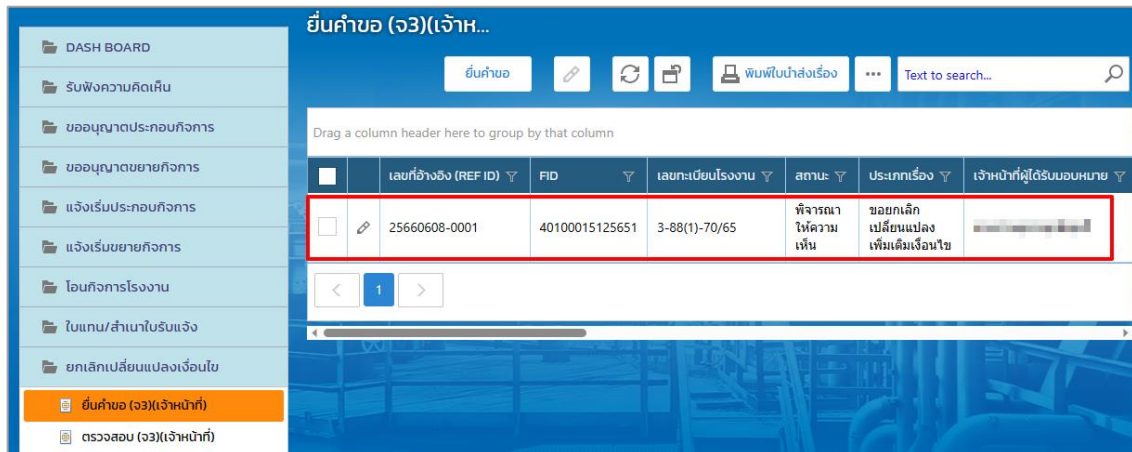 ยื่นคำขอ (จ3)(เจ้าห...
DASH BOARD
รับฟังความคิดเห็น
ขออนุญาตประกอบกิจการ
ขออนุญาตขยายกิจการ
แจ้งเริ่มประกอบกิจการ
แจ้งเริ่มขยายกิจการ
โอนกิจการโรงงาน
ใบแทน/สำเนาใบรับแจ้ง
ยกเลิกเปลี่ยนแปลงเงื่อนไข
ยื่นคำขอ (จ3)(เจ้าหน้าที่)
ตรวจสอบ (จ3)(เจ้าหน้าที่)
ยื่นคำขอ พิมพ์ใบนำส่งเรื่อง ... Text to search...
Drag a column header here to group by that column
เลขที่อ้างอิง (REF ID) FID เลขทะเบียนโรงงาน สถานะ ประเภทเรื่อง เจ้าหน้าที่ผู้ได้รับมอบหมาย
25660608-0001 40100015125651 3-88(1)-70/65
พิจารณา
ให้ความ
เห็น
ขอยกเลิก
เปลี่ยนแปลง
เพิ่มเติมเงื่อนไข
1